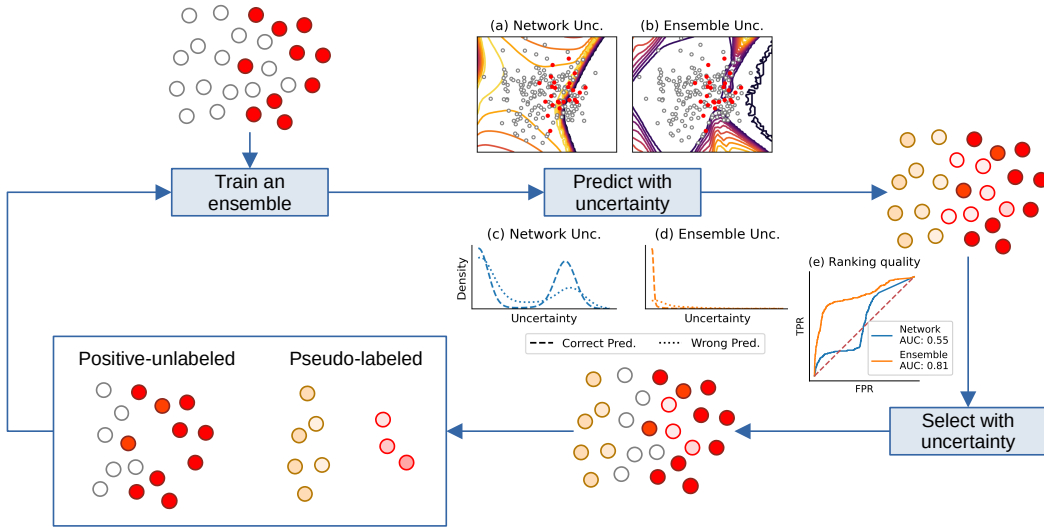 (a) Network Unc.
(b) Ensemble Unc.
Train an
ensemble
Predict with
uncertainty
(c) Network Unc.
(d) Ensemble Unc.
Density
Uncertainty
Uncertainty
Correct Pred.
Wrong Pred.
(e) Ranking quality
TPR
Network
AUC: 0.55
Ensemble
AUC: 0.81
FPR
Select with
uncertainty
Positive-unlabeled
Pseudo-labeled